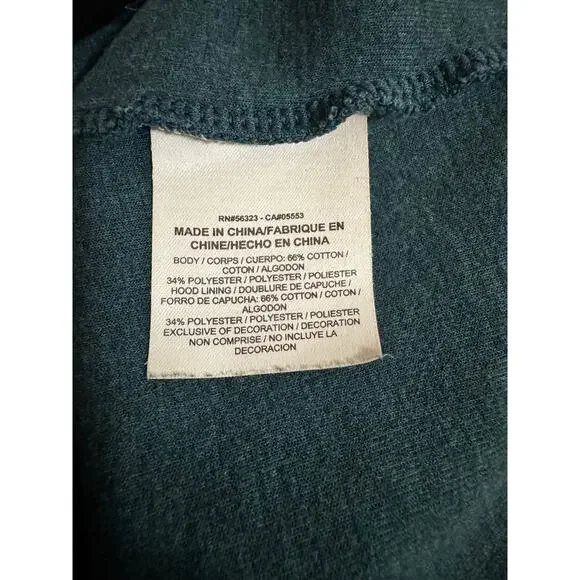 RN#56323 - CA#05553
MADE IN CHINA/FABRIQUE EN
CHINE/HECHO EN CHINA
BODY / CORPS / CUERPO: 66% COTTON /
COTON / ALGODON
34% POLYESTER / POLYESTER / POLIESTER
HOOD LINING / DOUBLURE DE CAPUCHE /
FORRO DE CAPUCHA: 66% COTTON / COTON /
ALGODON
34% POLYESTER / POLYESTER / POLIESTER
EXCLUSIVE OF DECORATION / DECORATION
NON COMPRISE / NO INCLUYE LA
DECORACION